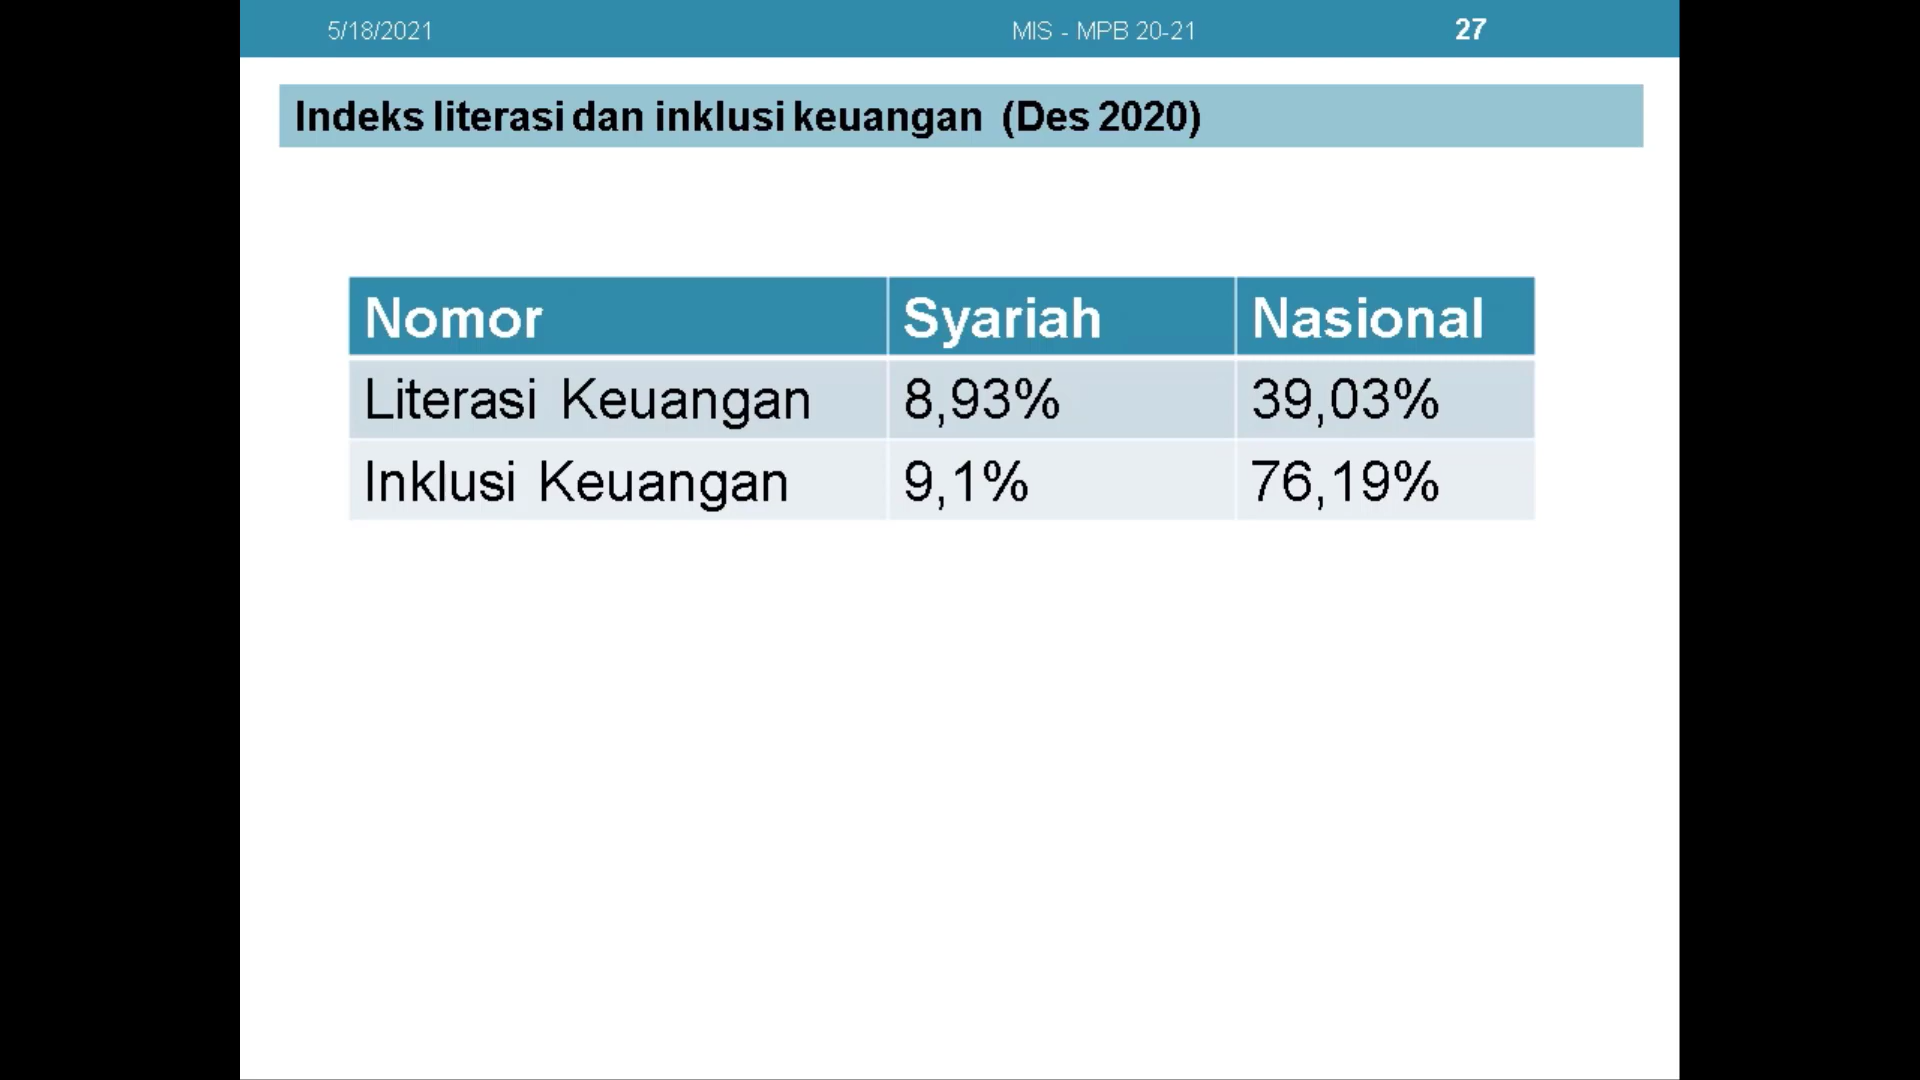 5/18/2021 MIS - MPB 20-21 27
Indeks literasi dan inklusi keuangan (Des 2020)
Nomor Syariah Nasional
Literasi Keuangan 8,93% 39,03%
Inklusi Keuangan 9,1% 76,19%